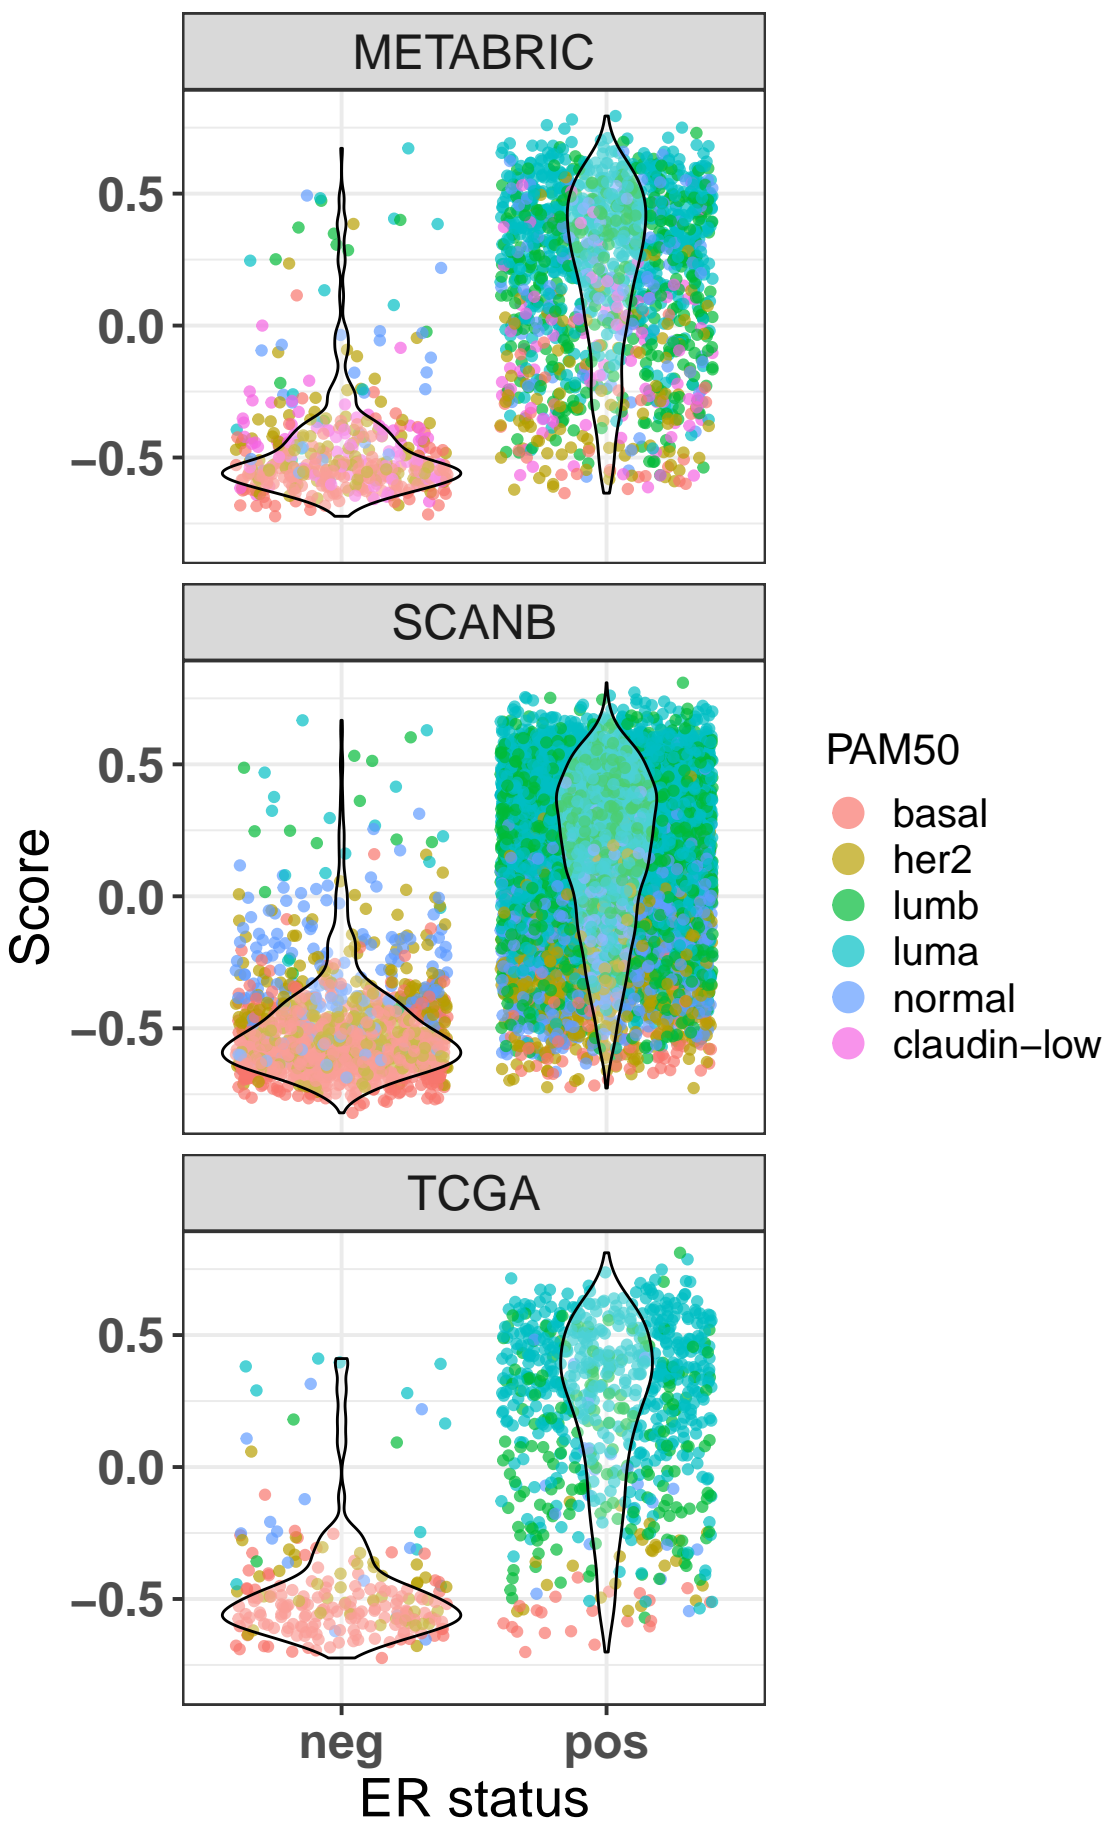 METABRIC
0.5
0.0
−0.5
SCANB
0.5
0.0
−0.5
Score
PAM50
basal
her2
lumb
luma
normal
claudin−low
TCGA
0.5
0.0
−0.5
neg pos
ER status